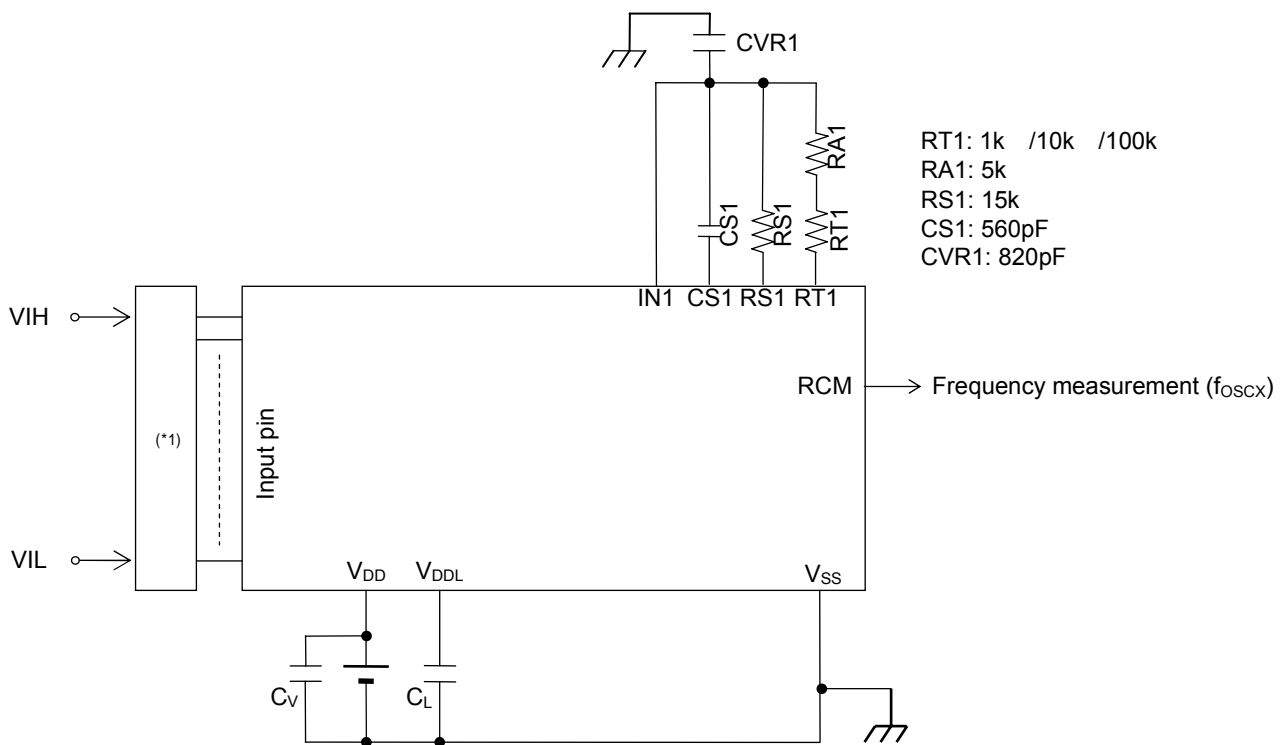 CVR1
RA1
CS1
RS1
RT1
RT1: 1k /10k /100k
RA1: 5k
RS1: 15k
CS1: 560pF
CVR1: 820pF
IN1 CS1 RS1 RT1
VIH
RCM
Frequency measurement (fOSCX)
(*1)
Input pin
VIL
VDD
VDDL
VSS
CV
CL